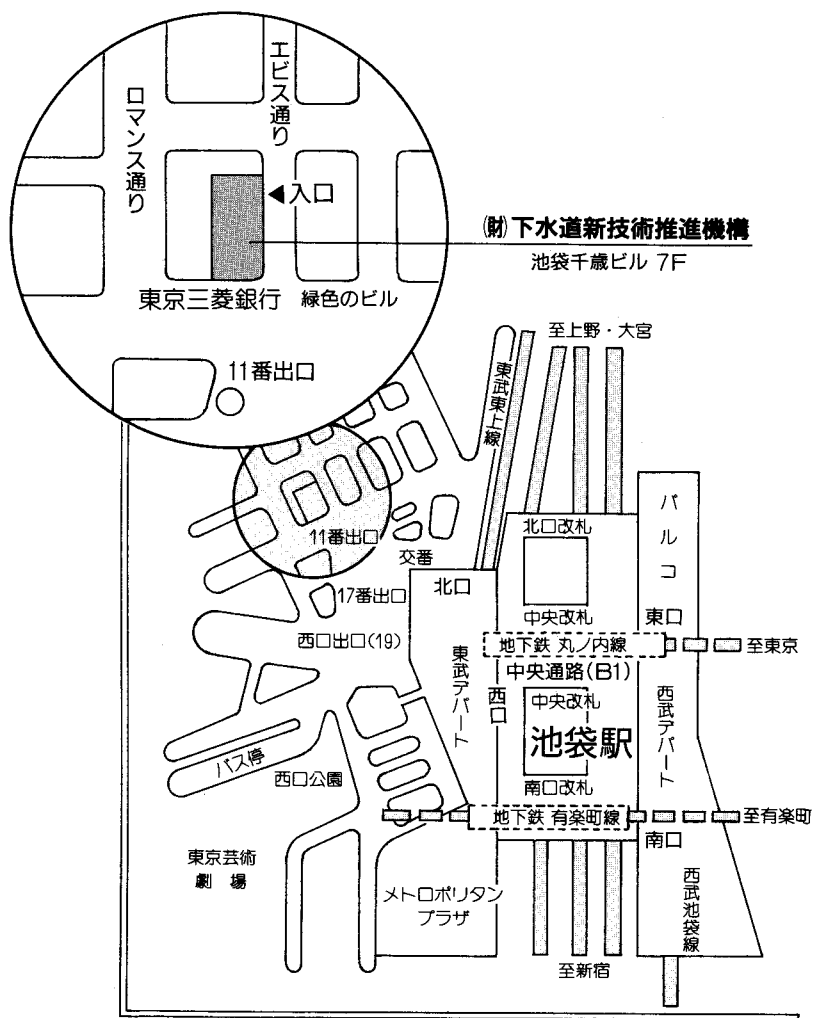 エビス通り
ロマンス通り
◀入口
(財)下水道新技術推進機構
池袋千歳ビル 7F
東京三菱銀行
緑色のビル
11番出口
至上野・大宮
東武東上線
パルコ
北口改札
11番出口
交番
北口
17番出口
中央改札
東口
西口出口(19)
地下鉄 丸ノ内線
至東京
中央通路(B1)
東武デパート
西口
中央改札
西武デパート
池袋駅
バス停
西口公園
南口改札
地下鉄 有楽町線
至有楽町
南口
東京芸術
劇場
メトロポリタン
プラザ
西武池袋線
至新宿